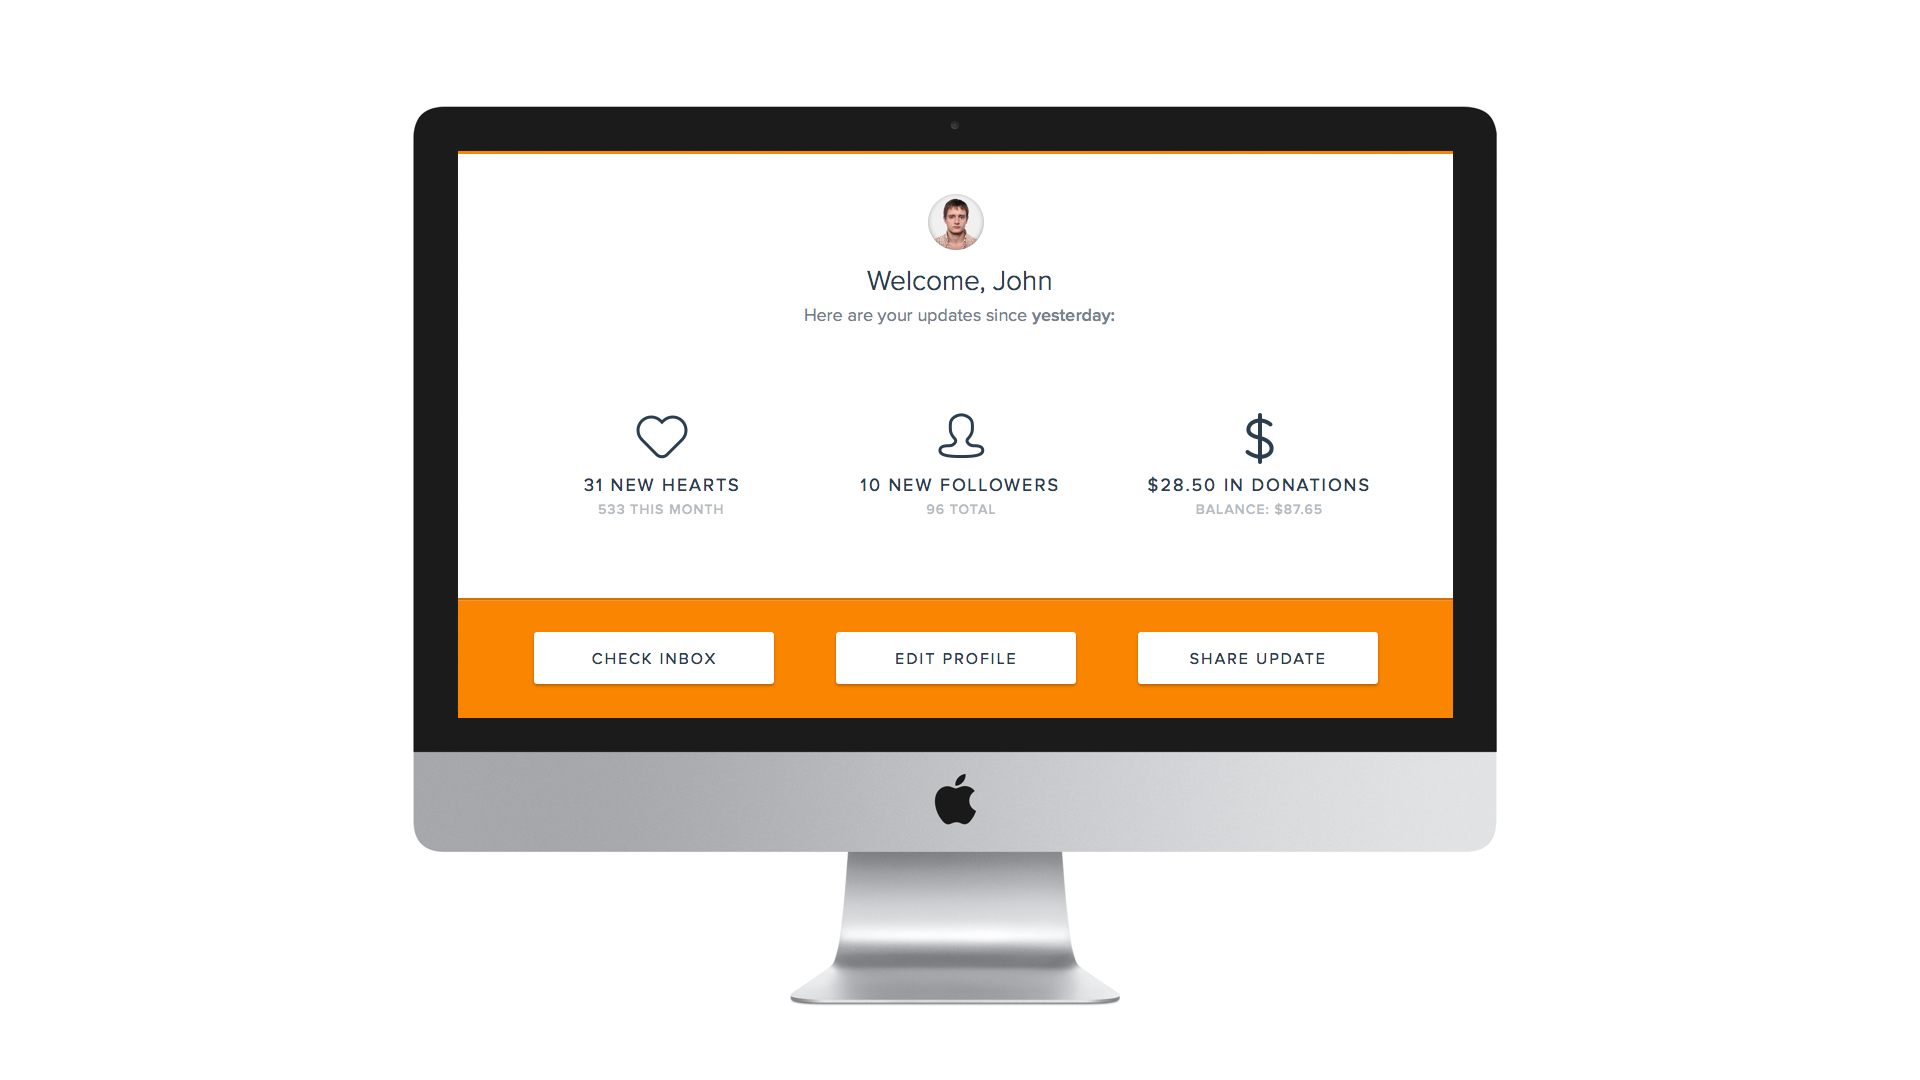 Welcome, John
Here are your updates since yesterday:
31 NEW HEARTS
533 THIS MONTH
10 NEW FOLLOWERS
96 TOTAL
$28.50 IN DONATIONS
BALANCE: $87.65
CHECK INBOX
EDIT PROFILE
SHARE UPDATE